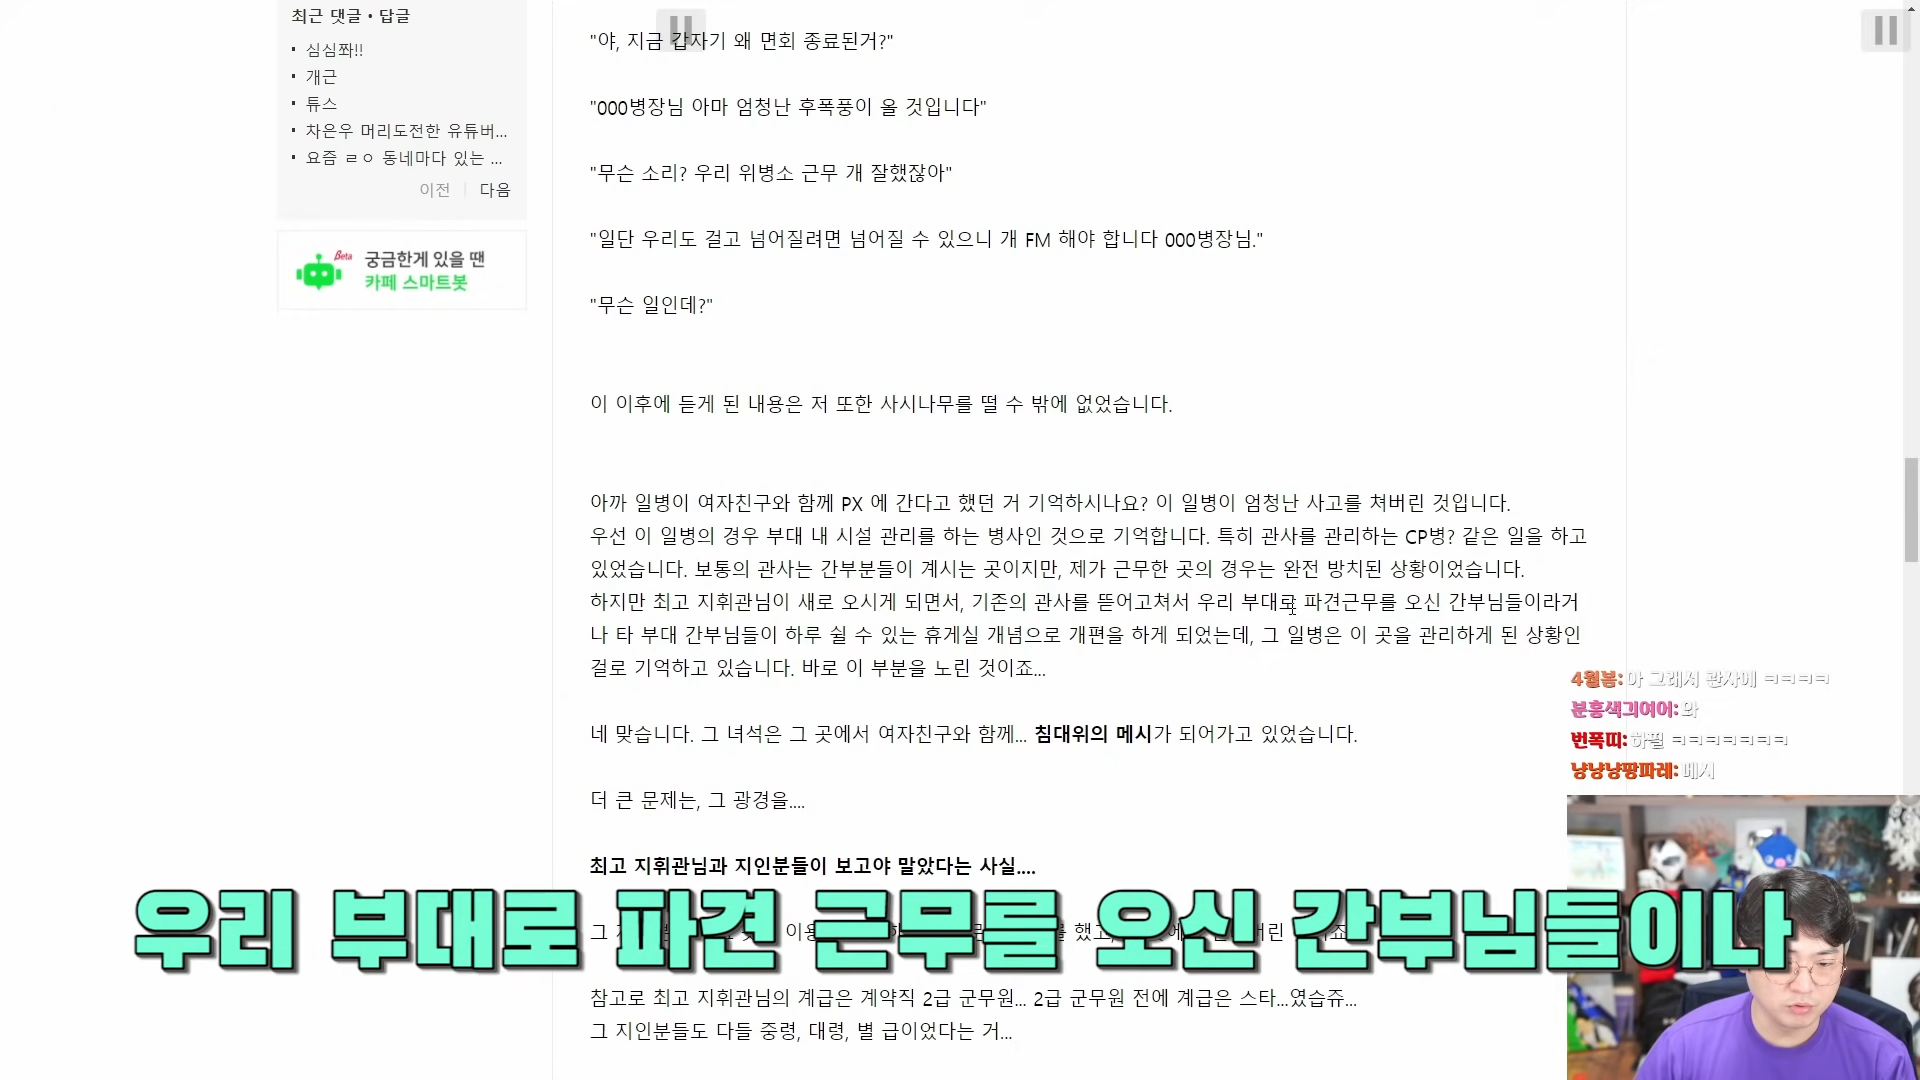 최근 댓글 • 답글
심심쫘!!
개근
튜스
차은우 머리도전한 유튜버...
요즘 ㄹㅇ 동네마다 있는 ...
이전
다음
Beta
궁금한게 있을 땐
카페 스마트봇
"야, 지금 갑자기 왜 면회 종료된거?"
"000병장님 아마 엄청난 후폭풍이 올 것입니다"
"무슨 소리? 우리 위병소 근무 개 잘했잖아"
"일단 우리도 걸고 넘어질려면 넘어질 수 있으니 개 FM 해야 합니다 000병장님."
"무슨 일인데?"
이 이후에 듣게 된 내용은 저 또한 사시나무를 떨 수 밖에 없었습니다.
아까 일병이 여자친구와 함께 PX 에 간다고 했던 거 기억하시나요? 이 일병이 엄청난 사고를 쳐버린 것입니다.
우선 이 일병의 경우 부대 내 시설 관리를 하는 병사인 것으로 기억합니다. 특히 관사를 관리하는 CP병? 같은 일을 하고
있었습니다. 보통의 관사는 간부분들이 계시는 곳이지만, 제가 근무한 곳의 경우는 완전 방치된 상황이었습니다.
하지만 최고 지휘관님이 새로 오시게 되면서, 기존의 관사를 뜯어고쳐서 우리 부대로 파견근무를 오신 간부님들이라거
나 타 부대 간부님들이 하루 쉴 수 있는 휴게실 개념으로 개편을 하게 되었는데, 그 일병은 이 곳을 관리하게 된 상황인
걸로 기억하고 있습니다. 바로 이 부분을 노린 것이죠...
네 맞습니다. 그 녀석은 그 곳에서 여자친구와 함께... 침대위의 메시가 되어가고 있었습니다.
더 큰 문제는, 그 광경을....
최고 지휘관님과 지인분들이 보고야 말았다는 사실....
우리 부대로 파견 근무를 오신 간부님들이나
참고로 최고 지휘관님의 계급은 계약직 2급 군무원... 2급 군무원 전에 계급은 스타...였습쥬...
그 지인분들도 다들 중령, 대령, 별 급이었다는 거...
4월봄: 아 그래서 관사에 ㅋㅋㅋㅋ
분홍색긔여어: 와
번폭띠: 하필 ㅋㅋㅋㅋㅋㅋㅋ
냥냥냥팡파레: 메시